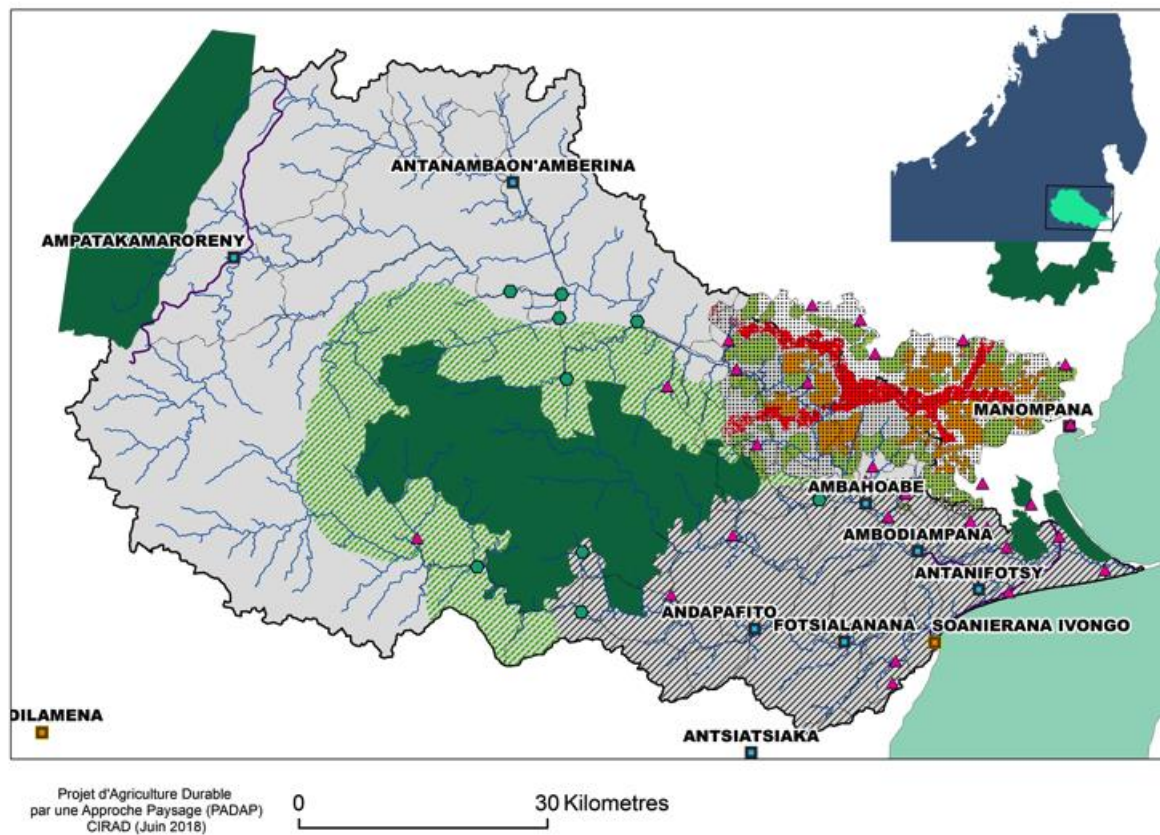 ANTANAMBAON'AMBERINA
AMPATAKAMARORENY
MANOMPANA
AMBAHOABE
AMBODIAMPANA
ANTANIFOTSY
ANDAPAFITO
FOTSIALANANA
SOANIERANA IVONGO
DILAMENA
ANTSIATSIAKA
Projet d'Agriculture Durable
par une Approche Paysage (PADAP)
CIRAD (Juin 2018)
0
30 Kilometres